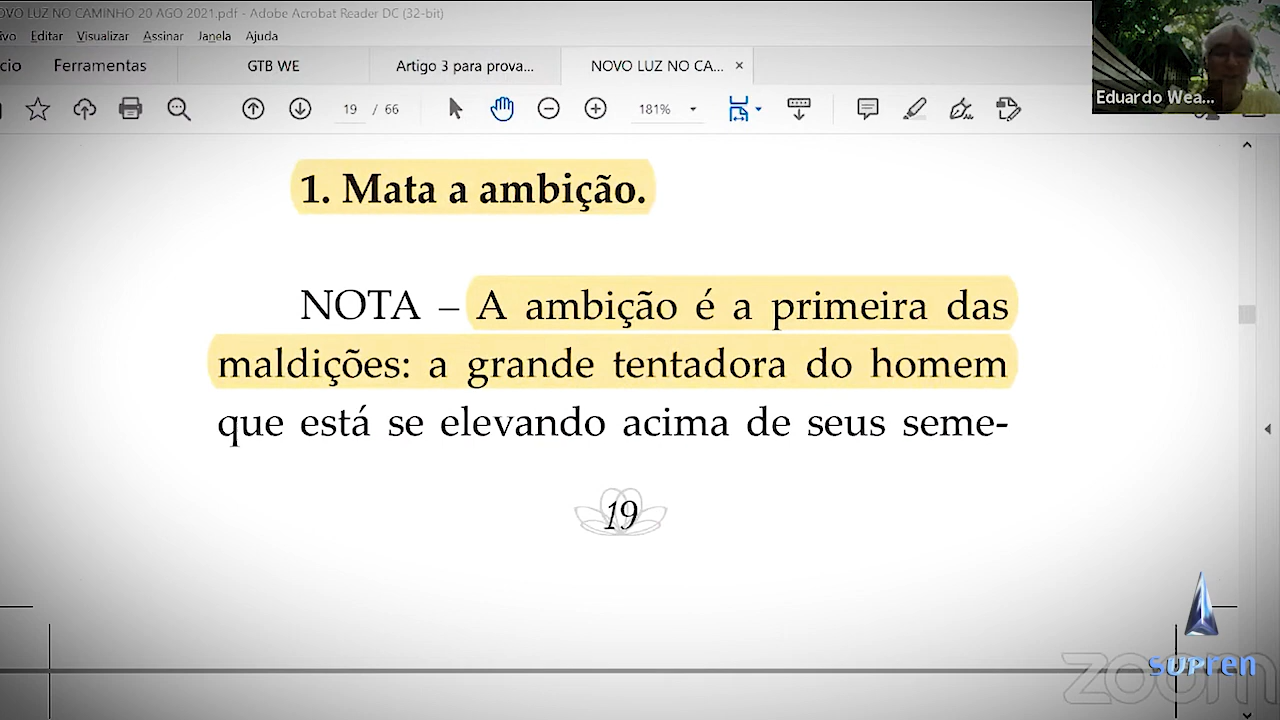 OVO LUZ NO CAMINHO 20 AGO 2021.pdf - Adobe Acrobat Reader DC (32-bit)
ivo Editar Visualizar Assinar Janela Ajuda
cio Ferramentas GTB WE Artigo 3 para prova... NOVO LUZ NO CA... ×
19 / 66 181%
Eduardo Wea...
1. Mata a ambição.
NOTA – A ambição é a primeira das
maldições: a grande tentadora do homem
que está se elevando acima de seus seme-
19
supren
zoom